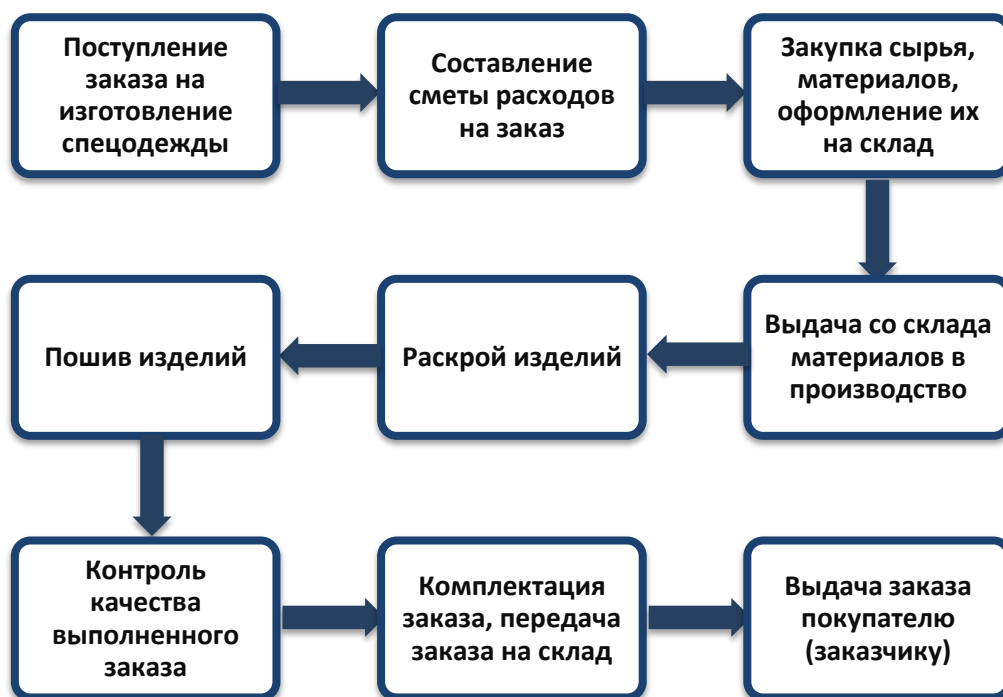 Поступление
заказа на
изготовление
спецодежды
Составление
сметы расходов
на заказ
Закупка сырья,
материалов,
оформление их
на склад
Выдача со склада
материалов в
производство
Раскрой изделий
Пошив изделий
Контроль
качества
выполненного
заказа
Комплектация
заказа, передача
заказа на склад
Выдача заказа
покупателю
(заказчику)